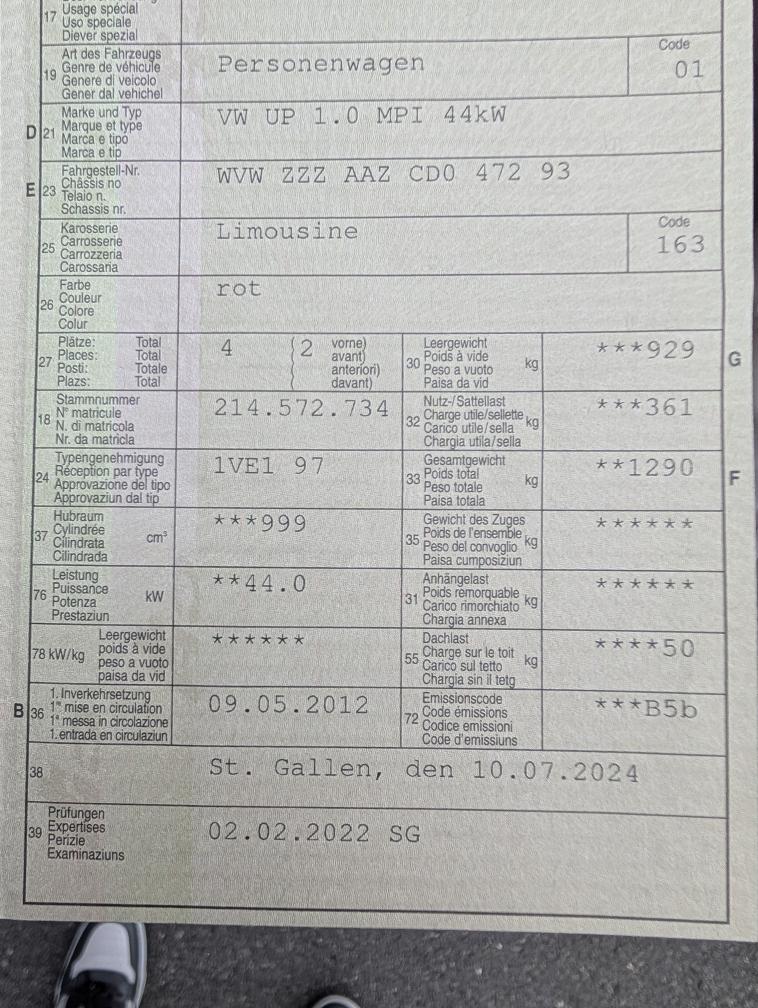 17 Usage spécial
Uso speciale
Diever spezial
19 Art des Fahrzeugs
Genre de véhicule
Genere di veicolo
Gener dal vehichel
Personenwagen
Code
01
D 21 Marke und Typ
Marque et type
Marca e tipo
Marca e tip
VW UP 1.0 MPI 44kW
E 23 Fahrgestell-Nr.
Châssis no
Telaio n.
Schassis nr.
WVW ZZZ AAZ CD0 472 93
25 Karosserie
Carrosserie
Carrozzeria
Carossaria
Limousine
Code
163
26 Farbe
Couleur
Colore
Colur
rot
27 Plätze: Total
Places: Total
Posti: Totale
Plazs: Total
4 (2 vorne)
avant)
anteriori)
davant)
30 Leergewicht
Poids à vide
Peso a vuoto
Paisa da vid
kg
***929
G
18 Stammnummer
N° matricule
N. di matricola
Nr. da matricla
214.572.734
32 Nutz-/Sattellast
Charge utile/sellette
Carico utile/sella
Chargia utila/sella
kg
***361
24 Typengenehmigung
Réception par type
Approvazione del tipo
Approvaziun dal tip
1VE1 97
33 Gesamtgewicht
Poids total
Peso totale
Paisa totala
kg
**1290
F
37 Hubraum
Cylindrée
Cilindrata
Cilindrada
cm³
***999
35 Gewicht des Zuges
Poids de l'ensemble
Peso del convoglio
Paisa cumposiziun
kg
******
76 Leistung
Puissance
Potenza
Prestaziun
kW
**44.0
31 Anhängelast
Poids remorquable
Carico rimorchiato
Chargia annexa
kg
******
78 kW/kg Leergewicht
poids à vide
peso a vuoto
paisa da vid
******
55 Dachlast
Charge sur le toit
Carico sul tetto
Chargia sin il tetg
kg
****50
B 36 1. Inverkehrsetzung
1re mise en circulation
1a messa in circolazione
1. entrada en circulaziun
09.05.2012
72 Emissionscode
Code émissions
Codice emissioni
Code d'emissiuns
***B5b
38 St. Gallen, den 10.07.2024
39 Prüfungen
Expertises
Perizie
Examinaziuns
02.02.2022 SG